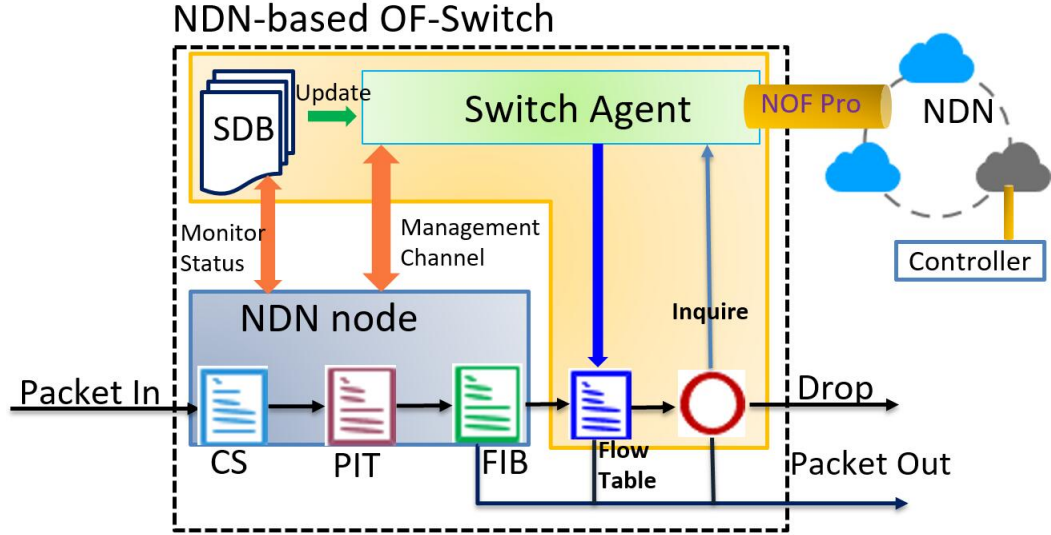 NDN-based OF-Switch
SDB
Update
Switch Agent
NOF Pro
NDN
Monitor
Status
Management
Channel
Controller
NDN node
Inquire
Packet In
Drop
CS
PIT
FIB
Flow
Table
Packet Out